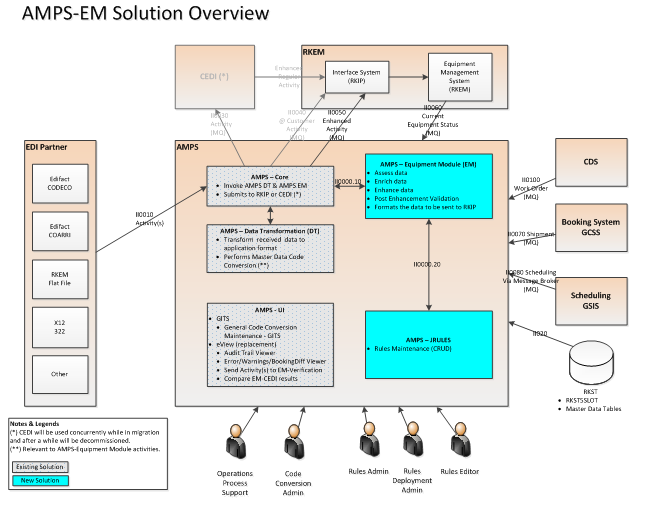 AMPS-EM Solution Overview
CEDI (*)
RKEM
Interface System
(RKIP)
Equipment
Management
System
(RKEM)
Enhanced
Activity
II0030
Activity
(MQ)
II0040
@ Customer
Activity
(MQ)
II0050
Enhanced
Activity
(MQ)
II0060
Current
Equipment Status
(MQ)
EDI Partner
Edifact
CODECO
Edifact
COARRI
RKEM
Flat File
X12
322
Other
II0010
Activity(s)
AMPS
AMPS – Core
• Invoke AMPS DT & AMPS EM
• Submits to RKIP or CEDI (*)
II0000.10
AMPS – Equipment Module (EM)
• Assess data
• Enrich data
• Enhance data
• Post Enhancement Validation
• Formats the data to be sent to RKIP
AMPS – Data Transformation (DT)
• Transform received data to
application format
• Performs Master Data Code
Conversion (**)
II0000.20
AMPS - UI
• GITS
• General Code Conversion
Maintenance - GITS
• eView (replacement)
• Audit Trail Viewer
• Error/Warnings/BookingDiff Viewer
• Send Activity(s) to EM-Verification
• Compare EM-CEDI results
AMPS – JRULES
• Rules Maintenance (CRUD)
CDS
II0100
Work Order
(MQ)
Booking System
GCSS
II0070 Shipment
(MQ)
II0080 Scheduling
Via Message Broker
(MQ)
Scheduling
GSIS
II020
RKST
• RKSTSSLOT
• Master Data Tables
Notes & Legends
(*) CEDI will be used concurrently while in migration
and after a while will be decommissioned.
(**) Relevant to AMPS-Equipment Module activities.
Existing Solution
New Solution
Operations
Process
Support
Code
Conversion
Admin
Rules Admin
Rules
Deployment
Admin
Rules Editor